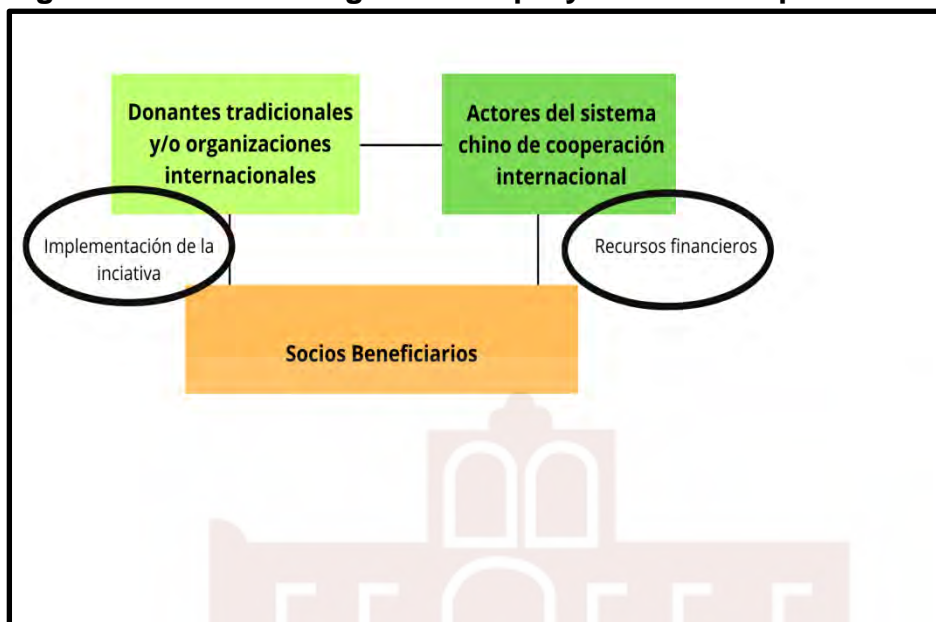 Donantes tradicionales
y/o organizaciones
internacionales
Actores del sistema
chino de cooperación
internacional
Implementación de la
inciativa
Recursos financieros
Socios Beneficiarios